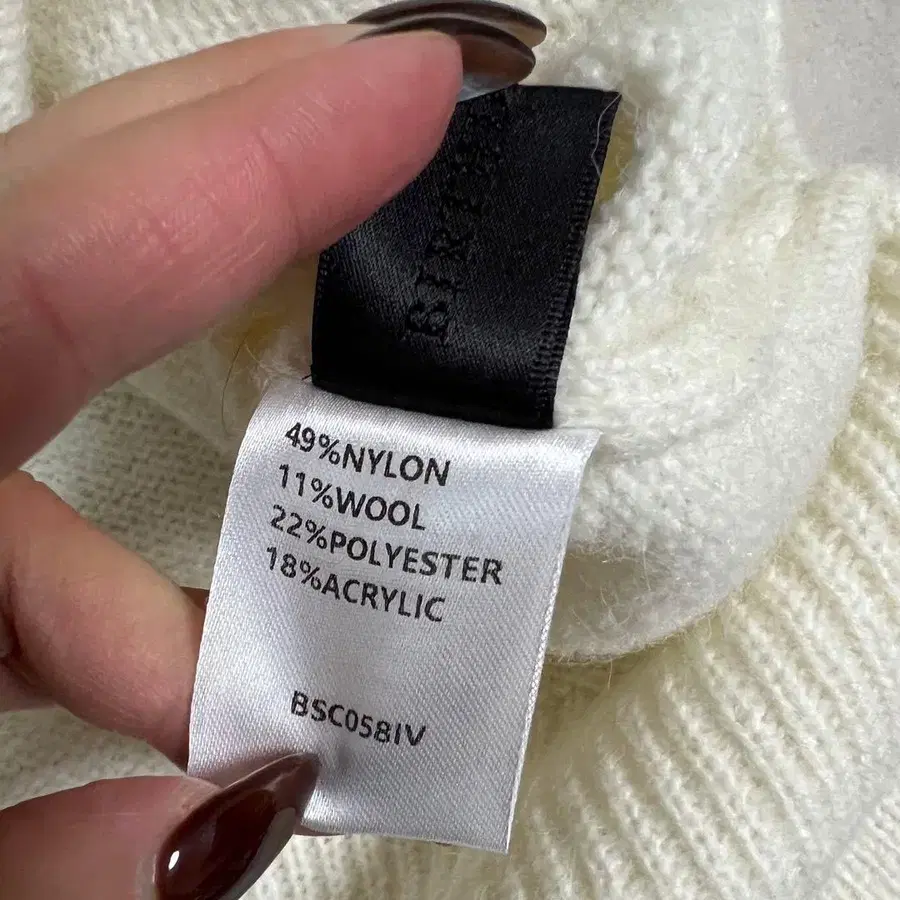 49%NYLON
11%WOOL
22%POLYESTER
18%ACRYLIC
BSC058IV